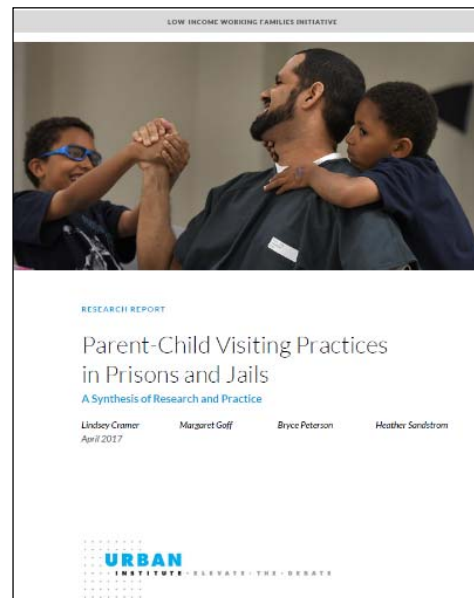 LOW-INCOME WORKING FAMILIES INITIATIVE
RESEARCH REPORT
Parent-Child Visiting Practices
in Prisons and Jails
A Synthesis of Research and Practice
Lindsey Cramer Margaret Goff Bryce Peterson Heather Sandstrom
April 2017
URBAN
INSTITUTE · ELEVATE · THE · DEBATE